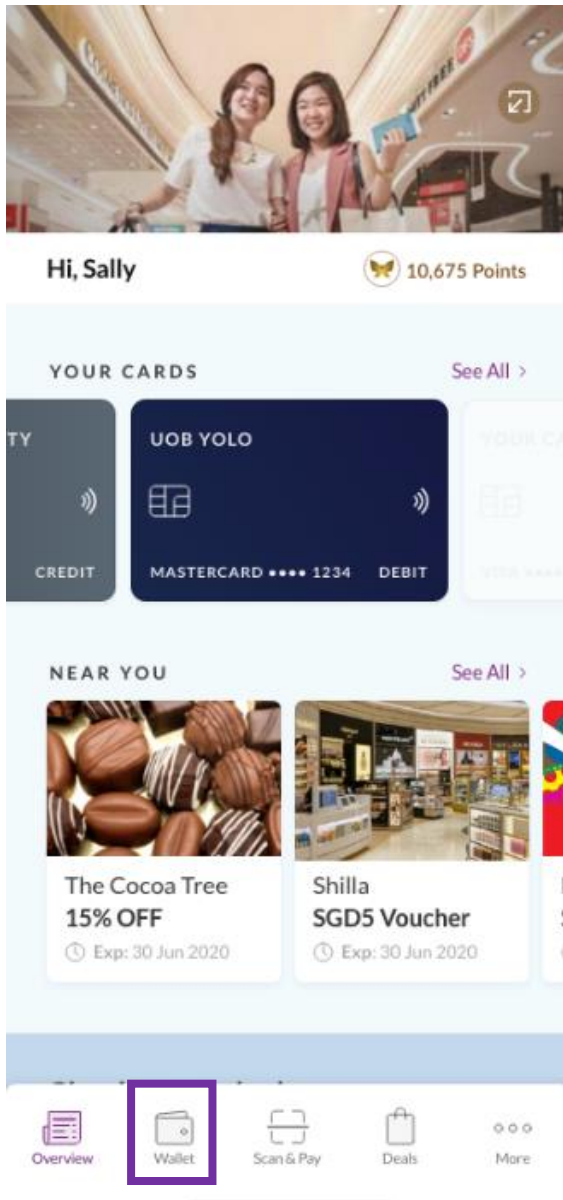 Hi, Sally
10,675 Points
YOUR CARDS
See All >
TY
CREDIT
UOB YOLO
MASTERCARD •••• 1234 DEBIT
NEAR YOU
See All >
The Cocoa Tree
15% OFF
Exp: 30 Jun 2020
Shilla
SGD5 Voucher
Exp: 30 Jun 2020
Overview
Wallet
Scan & Pay
Deals
More